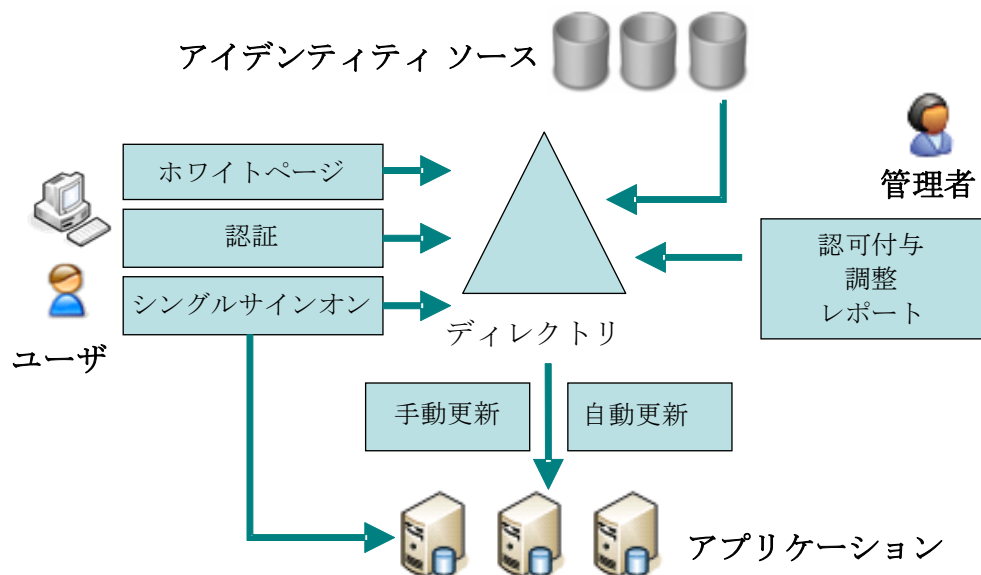 アイデンティティ ソース
ホワイトページ
管理者
認証
認可付与
調整
レポート
シングルサインオン
ディレクトリ
ユーザ
手動更新
自動更新
アプリケーション